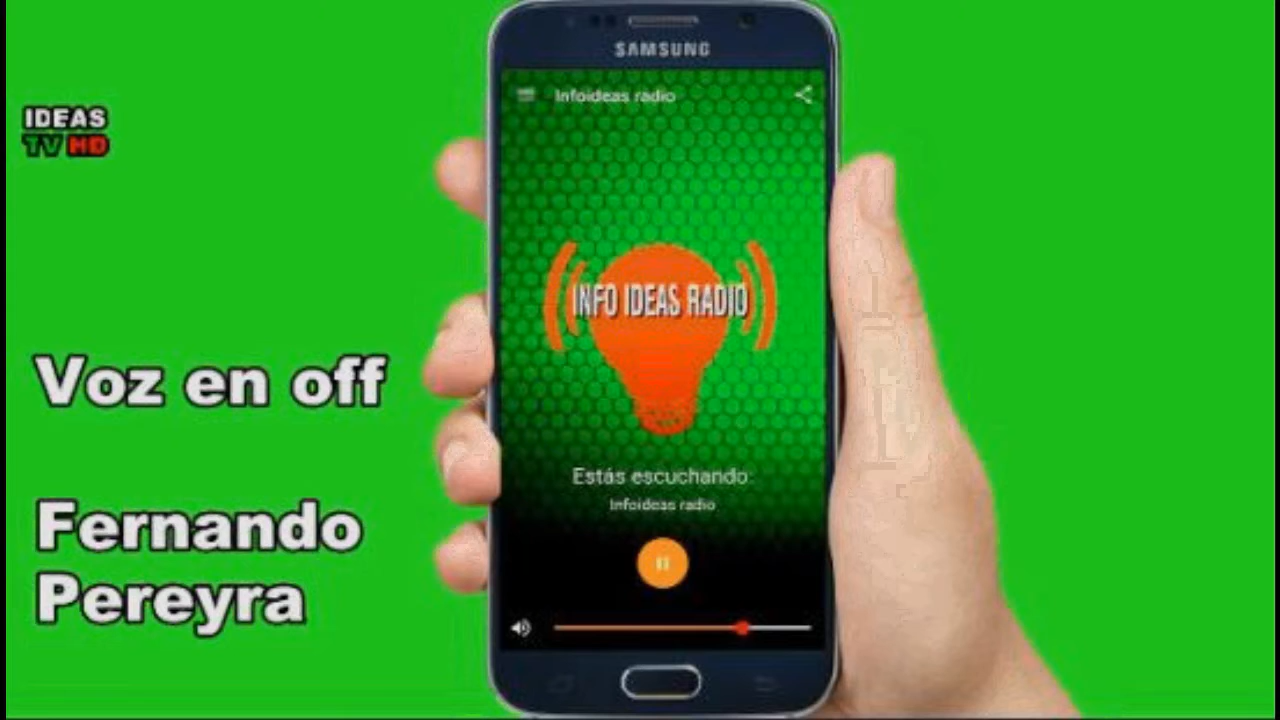 IDEAS
TV HD
Voz en off
Fernando
Pereyra
SAMSUNG
Infoideas radio
INFO IDEAS RADIO
Estás escuchando:
Infoideas radio